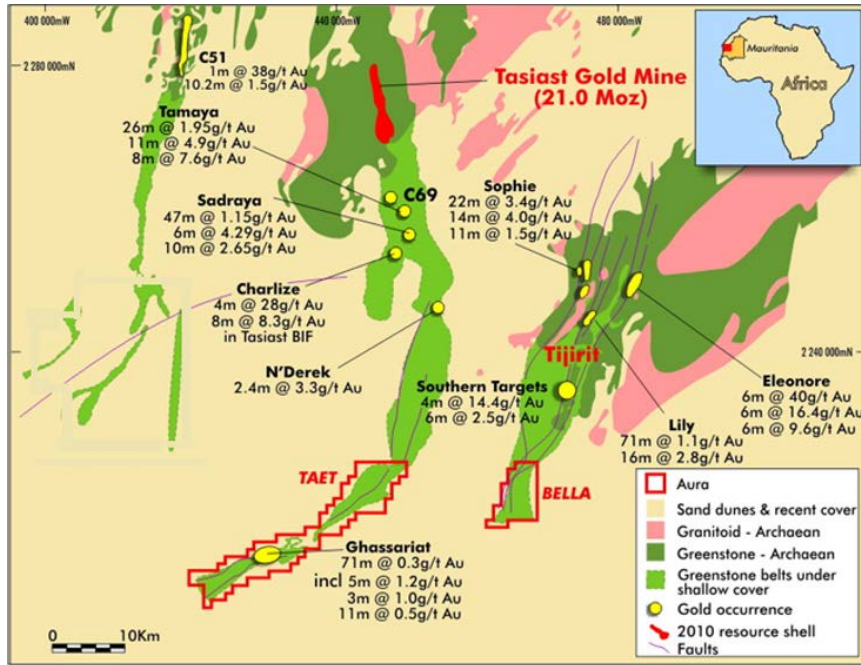 400 000mW
440 000mW
480 000mW
2 280 000mN
C51
1m @ 38g/t Au
10.2m @ 1.5g/t Au
Tasiast Gold Mine
(21.0 Moz)
Mauritania
Africa
Tamaya
26m @ 1.95g/t Au
11m @ 4.9g/t Au
8m @ 7.6g/t Au
Sadraya
47m @ 1.15g/t Au
6m @ 4.29g/t Au
10m @ 2.65g/t Au
C69
Sophie
22m @ 3.4g/t Au
14m @ 4.0g/t Au
11m @ 1.5g/t Au
Charlize
4m @ 28g/t Au
8m @ 8.3g/t Au
in Tasiast BIF
N'Derek
2.4m @ 3.3g/t Au
Tijirit
2 240 000mN
Southern Targets
4m @ 14.4g/t Au
6m @ 2.5g/t Au
Eleonore
6m @ 40g/t Au
6m @ 16.4g/t Au
6m @ 9.6g/t Au
Lily
71m @ 1.1g/t Au
16m @ 2.8g/t Au
TAET
BELLA
Ghassariat
71m @ 0.3g/t Au
incl 5m @ 1.2g/t Au
3m @ 1.0g/t Au
11m @ 0.5g/t Au
Aura
Sand dunes & recent cover
Granitoid - Archaean
Greenstone - Archaean
Greenstone belts under
shallow cover
Gold occurrence
2010 resource shell
Faults
0
10Km